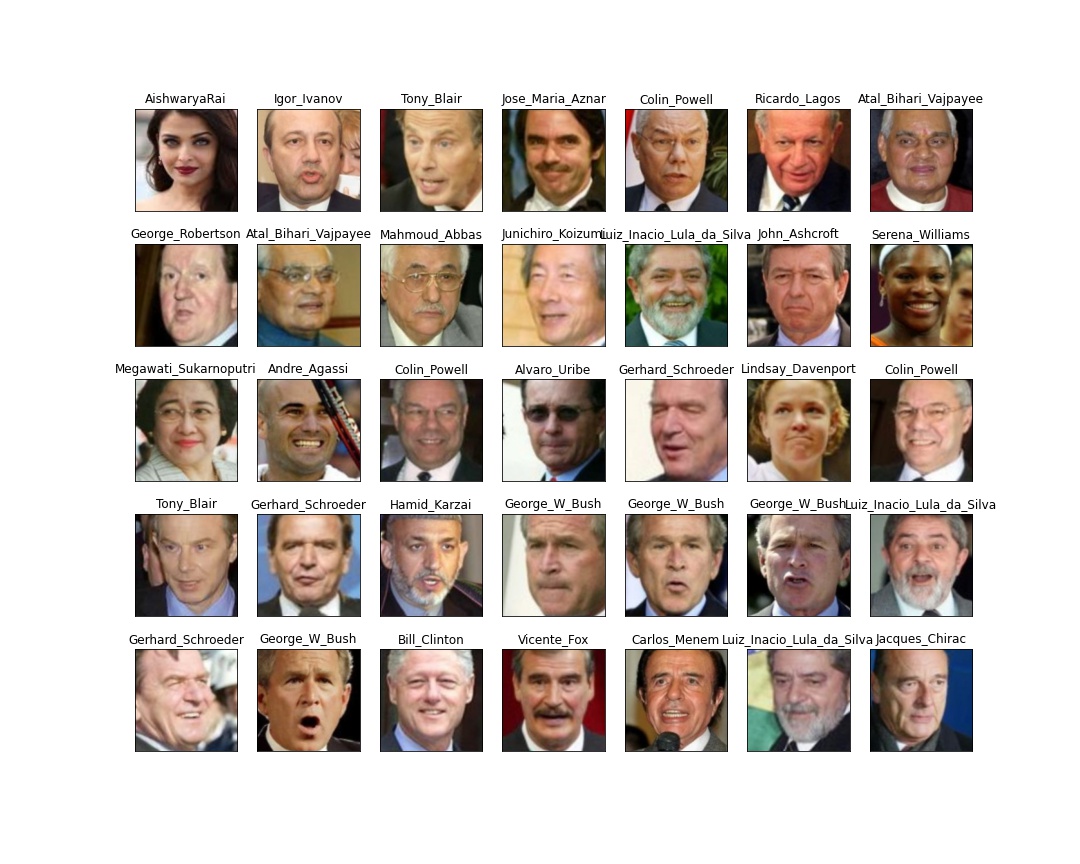 AishwaryaRai
Igor_Ivanov
Tony_Blair
Jose_Maria_Aznar
Colin_Powell
Ricardo_Lagos
Atal_Bihari_Vajpayee
George_Robertson
Atal_Bihari_Vajpayee
Mahmoud_Abbas
Junichiro_Koizumi
Luiz_Inacio_Lula_da_Silva
John_Ashcroft
Serena_Williams
Megawati_Sukarnoputri
Andre_Agassi
Colin_Powell
Alvaro_Uribe
Gerhard_Schroeder
Lindsay_Davenport
Colin_Powell
Tony_Blair
Gerhard_Schroeder
Hamid_Karzai
George_W_Bush
George_W_Bush
George_W_Bush
Luiz_Inacio_Lula_da_Silva
Gerhard_Schroeder
George_W_Bush
Bill_Clinton
Vicente_Fox
Carlos_Menem
Luiz_Inacio_Lula_da_Silva
Jacques_Chirac